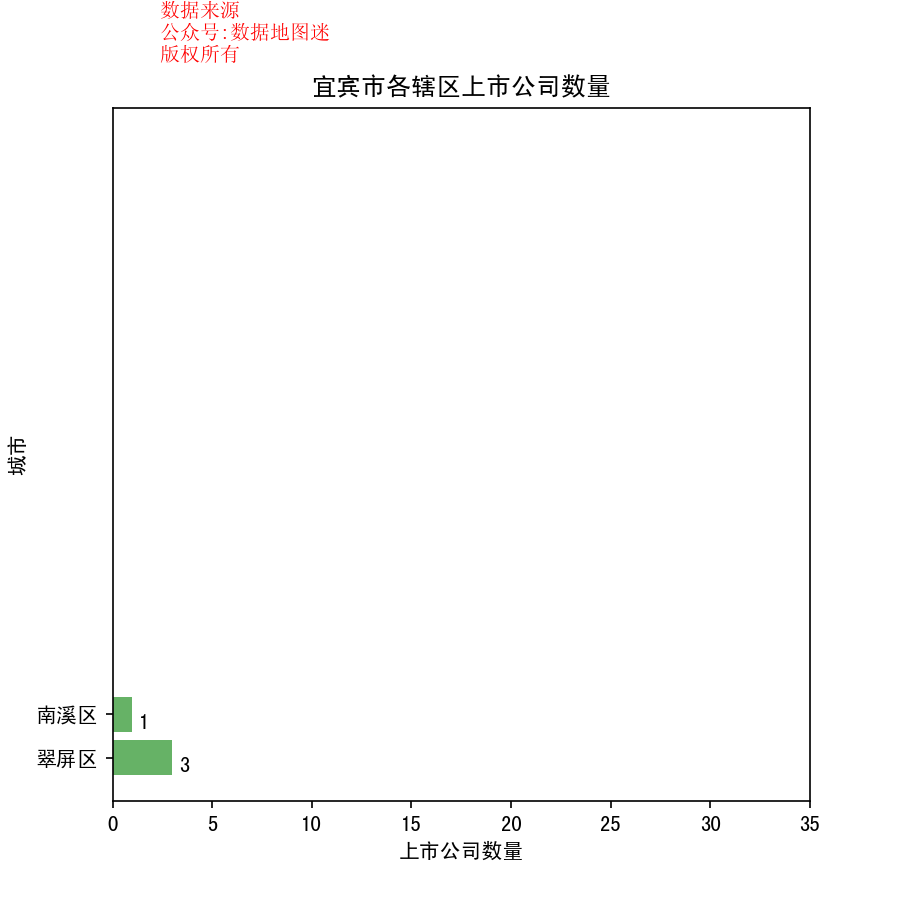 数据来源
公众号:数据地图迷
版权所有
宜宾市各辖区上市公司数量
城市
南溪区 1
翠屏区 3
0 5 10 15 20 25 30 35
上市公司数量